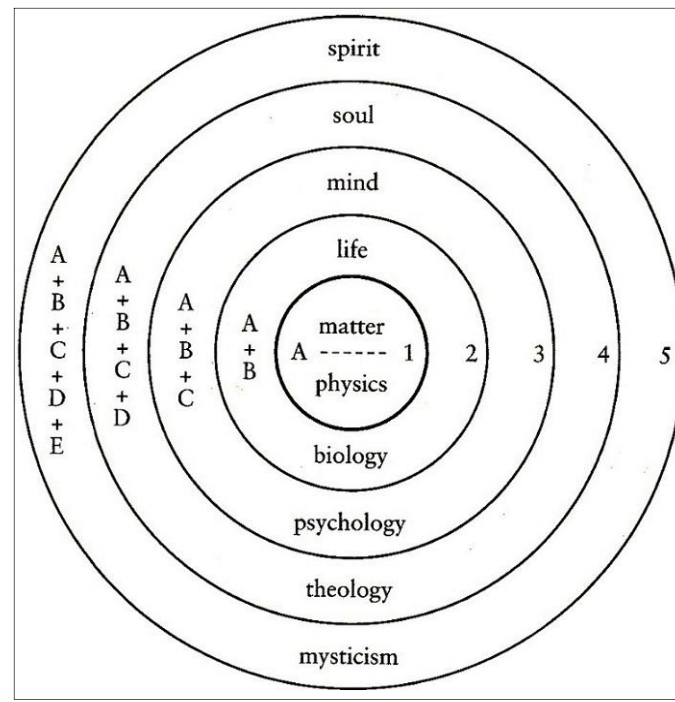 spirit
soul
mind
life
matter
A ------ 1
physics
biology
psychology
theology
mysticism
A
+
B
+
C
+
D
+
E
A
+
B
+
C
+
D
A
+
B
+
C
A
+
B
2
3
4
5